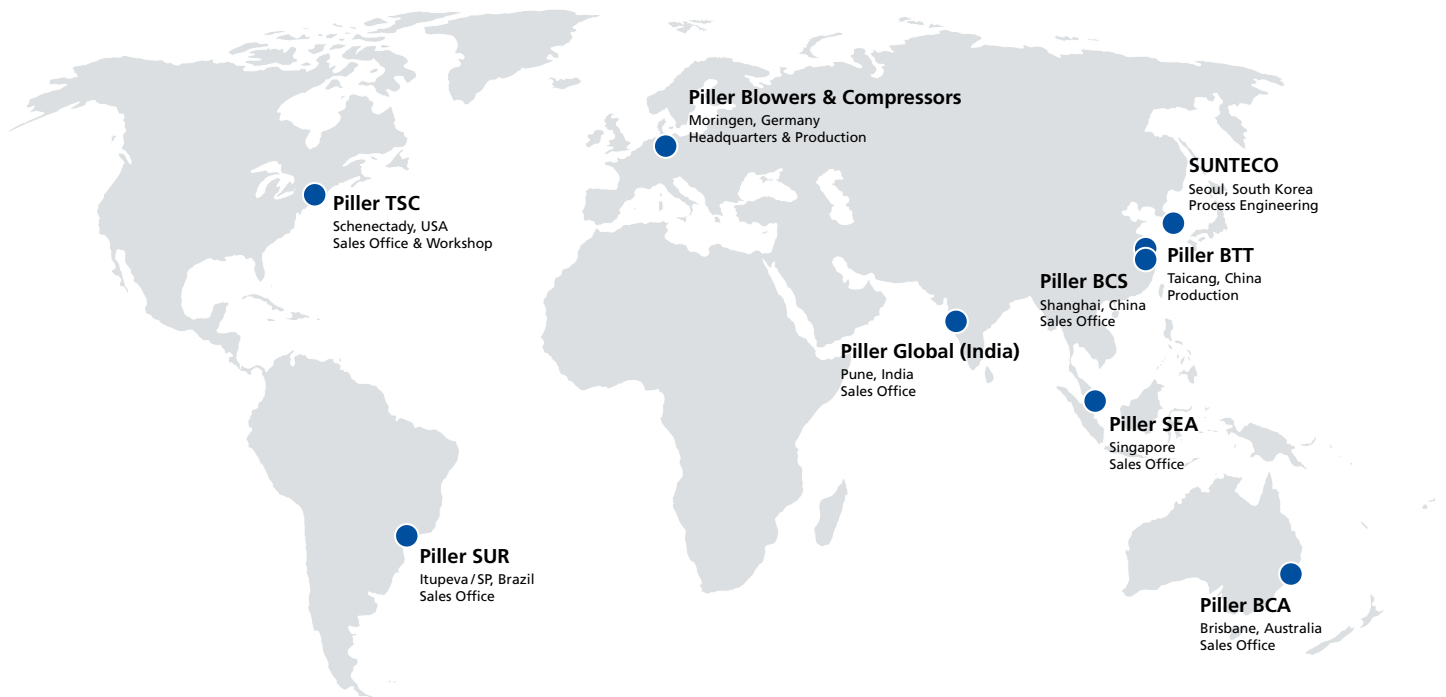 Piller Blowers & Compressors
Moringen, Germany
Headquarters & Production
SUNTECO
Seoul, South Korea
Process Engineering
Piller TSC
Schenectady, USA
Sales Office & Workshop
Piller BTT
Taicang, China
Production
Piller BCS
Shanghai, China
Sales Office
Piller Global (India)
Pune, India
Sales Office
Piller SEA
Singapore
Sales Office
Piller SUR
Itupeva/SP, Brazil
Sales Office
Piller BCA
Brisbane, Australia
Sales Office